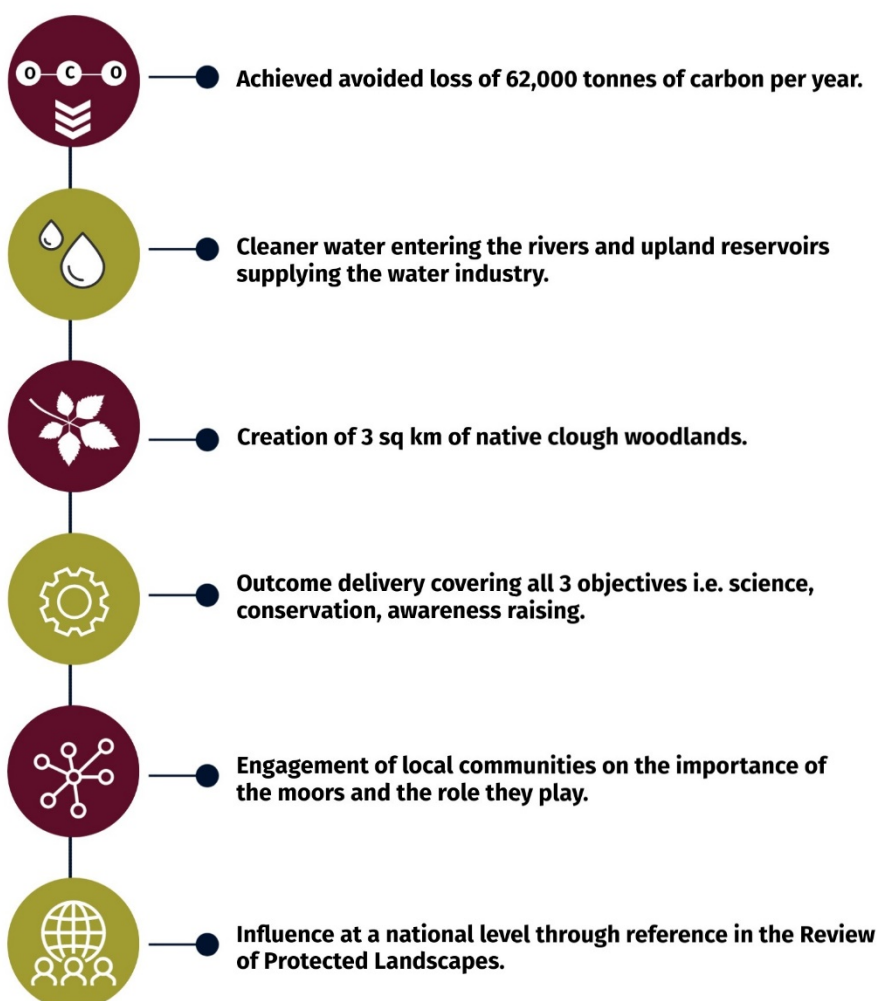 O C O
Achieved avoided loss of 62,000 tonnes of carbon per year.
Cleaner water entering the rivers and upland reservoirs
supplying the water industry.
Creation of 3 sq km of native clough woodlands.
Outcome delivery covering all 3 objectives i.e. science,
conservation, awareness raising.
Engagement of local communities on the importance of
the moors and the role they play.
Influence at a national level through reference in the Review
of Protected Landscapes.